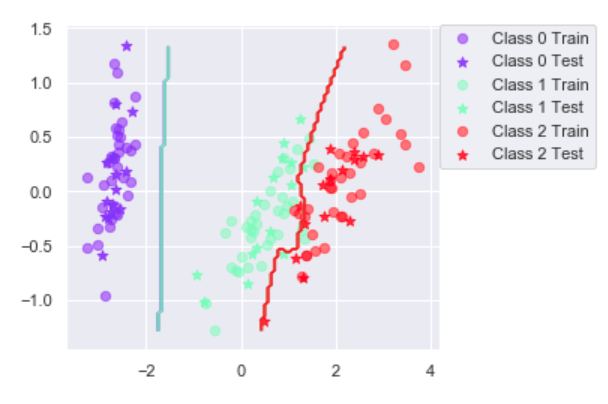 1.5
1.0
0.5
0.0
−0.5
−1.0
−2
0
2
4
Class 0 Train
Class 0 Test
Class 1 Train
Class 1 Test
Class 2 Train
Class 2 Test